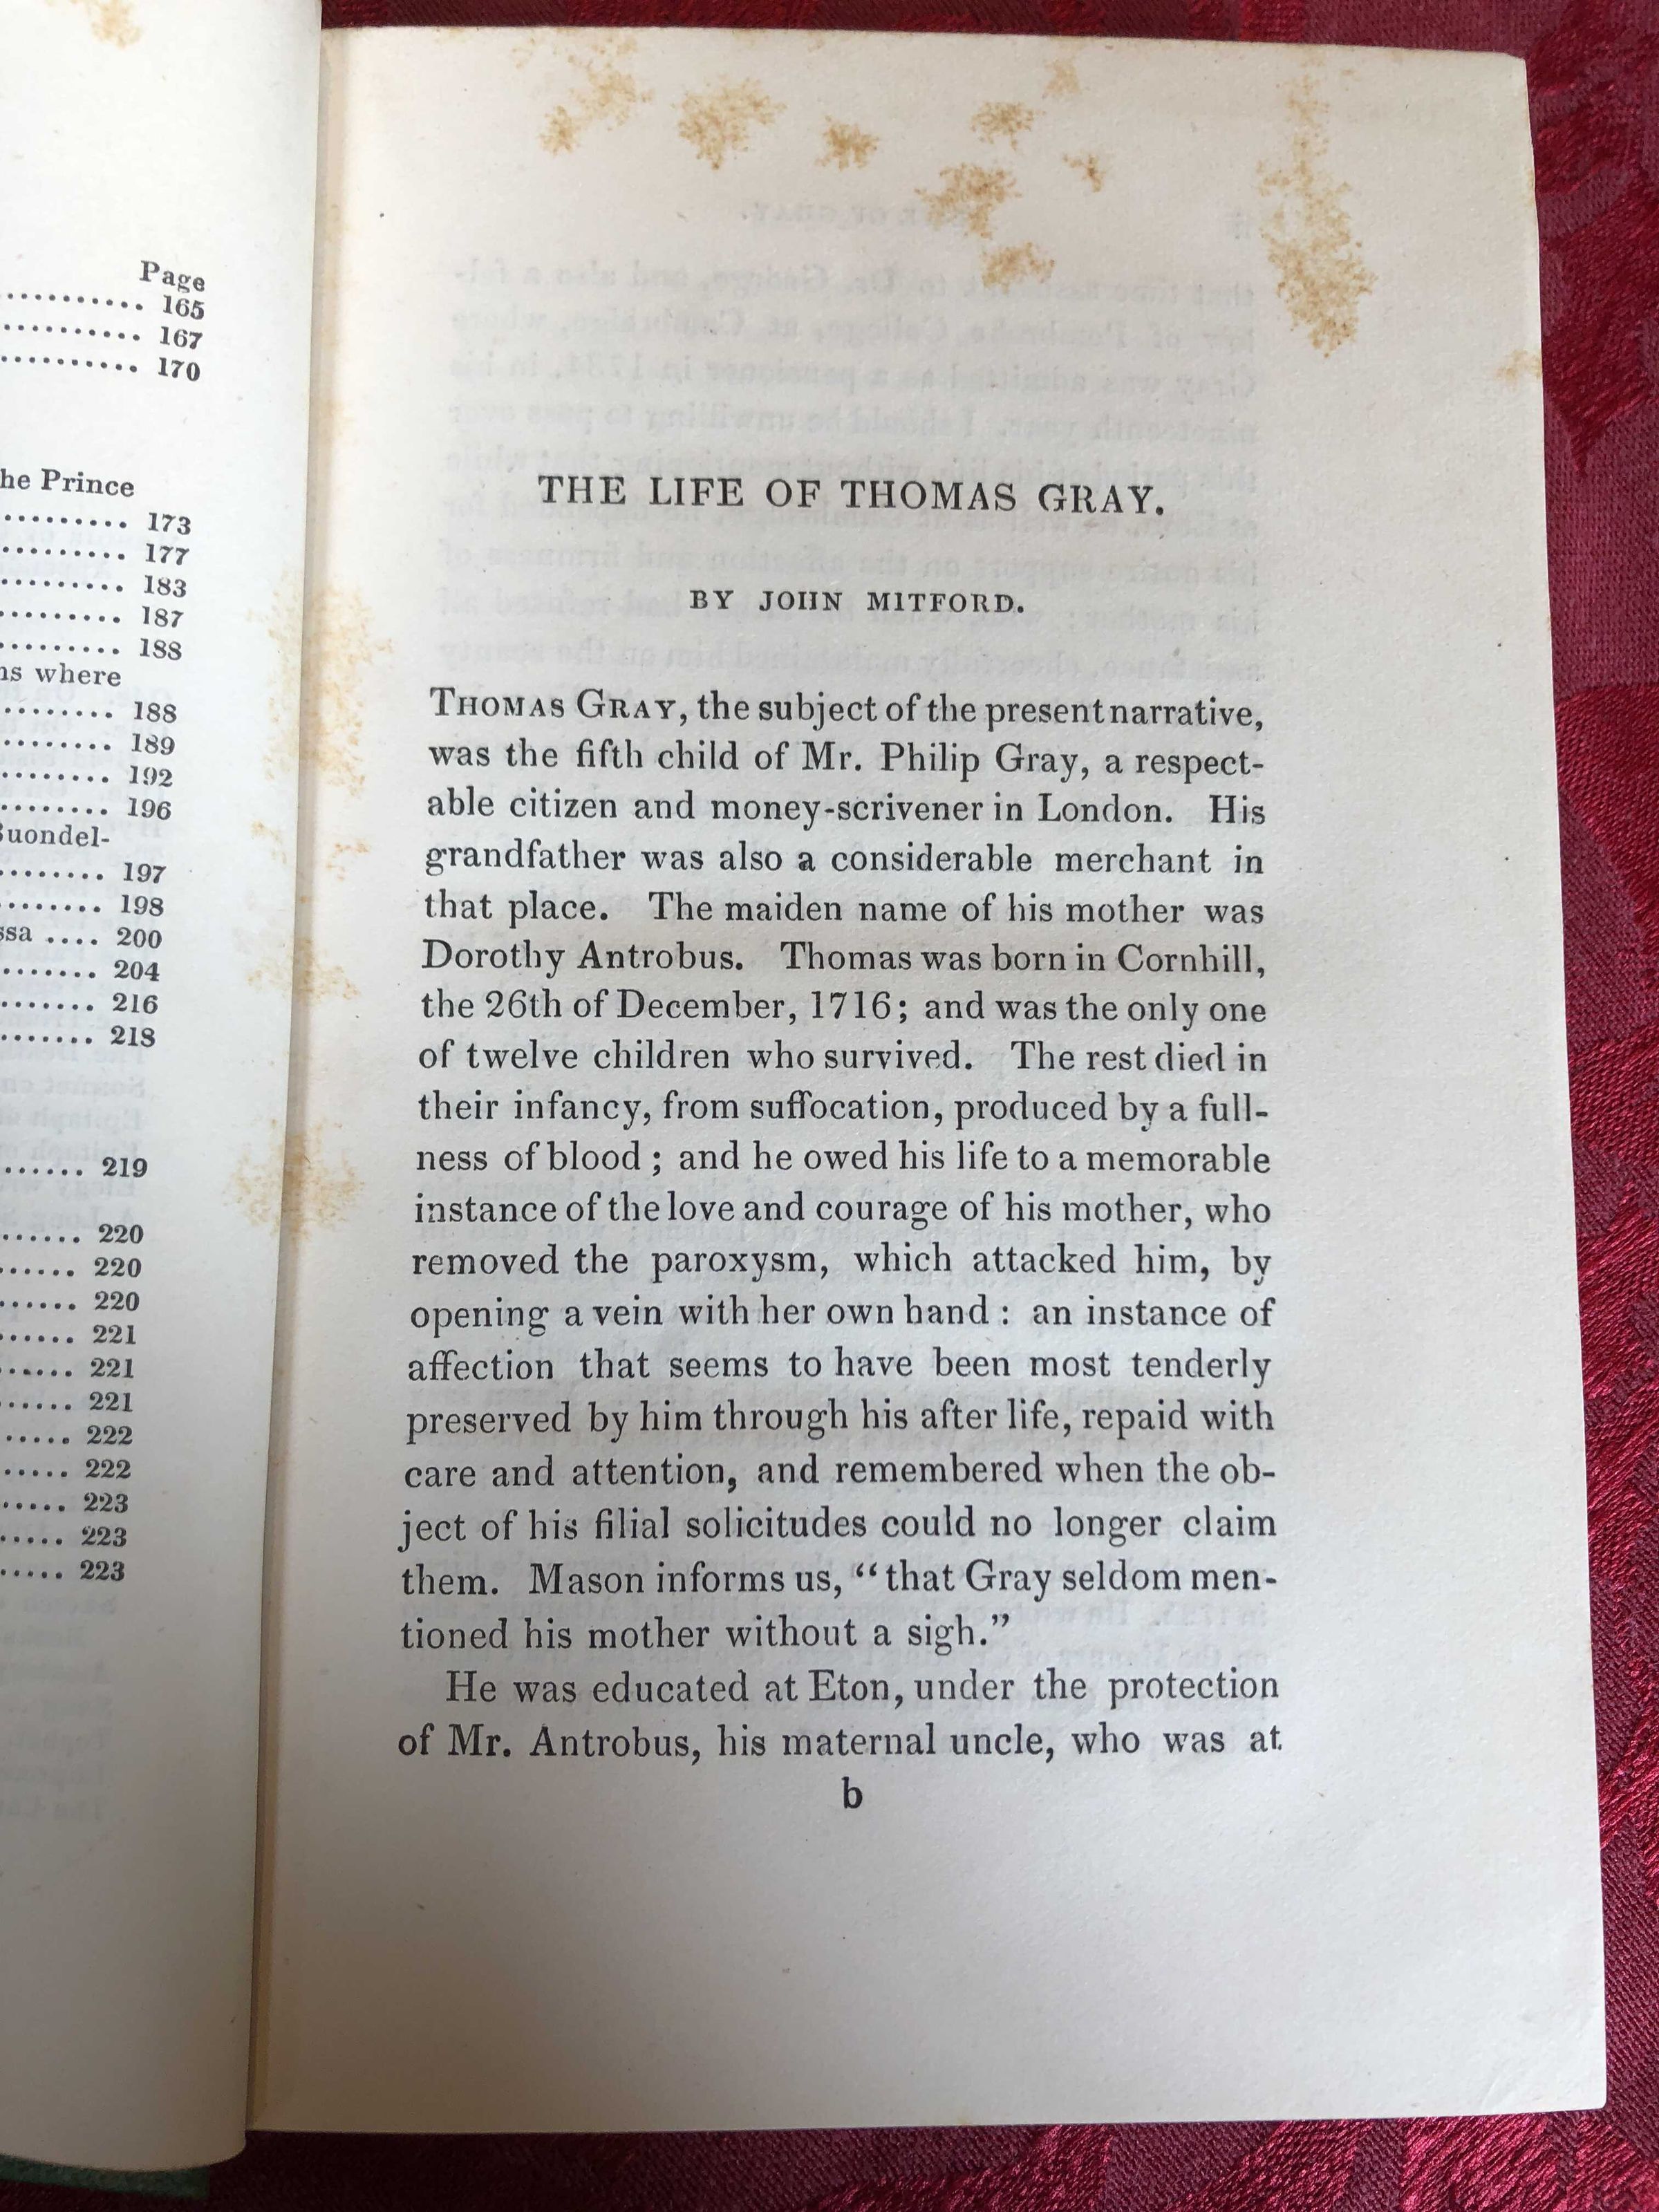 Page
........... 165
........... 167
........... 170
he Prince
.......... 173
.......... 177
.......... 183
.......... 187
.......... 188
ns where
......... 188
......... 189
......... 192
......... 196
Buondel-
......... 197
......... 198
ssa .... 200
........ 204
........ 216
........ 218
....... 219
....... 220
....... 220
....... 220
....... 221
....... 221
....... 221
...... 222
...... 222
...... 223
...... 223
...... 223
THE LIFE OF THOMAS GRAY.
BY JOHN MITFORD.
THOMAS GRAY, the subject of the present narrative,
was the fifth child of Mr. Philip Gray, a respect-
able citizen and money-scrivener in London. His
grandfather was also a considerable merchant in
that place. The maiden name of his mother was
Dorothy Antrobus. Thomas was born in Cornhill,
the 26th of December, 1716; and was the only one
of twelve children who survived. The rest died in
their infancy, from suffocation, produced by a full-
ness of blood; and he owed his life to a memorable
instance of the love and courage of his mother, who
removed the paroxysm, which attacked him, by
opening a vein with her own hand: an instance of
affection that seems to have been most tenderly
preserved by him through his after life, repaid with
care and attention, and remembered when the ob-
ject of his filial solicitudes could no longer claim
them. Mason informs us, “that Gray seldom men-
tioned his mother without a sigh.”
He was educated at Eton, under the protection
of Mr. Antrobus, his maternal uncle, who was at
b